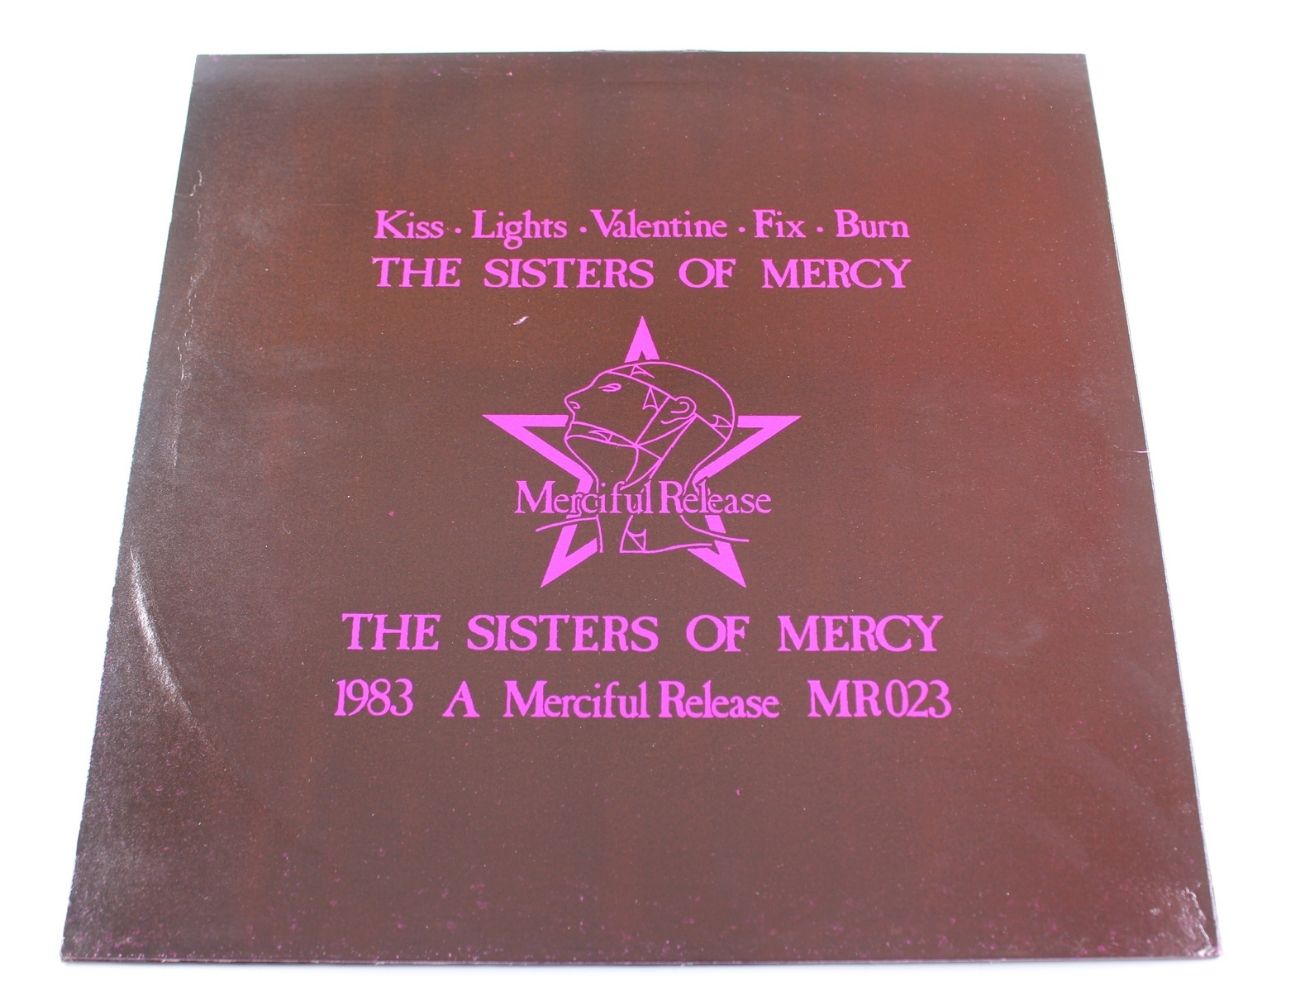 Kiss · Lights · Valentine · Fix · Burn
THE SISTERS OF MERCY
Merciful Release
THE SISTERS OF MERCY
1983 A Merciful Release MR023